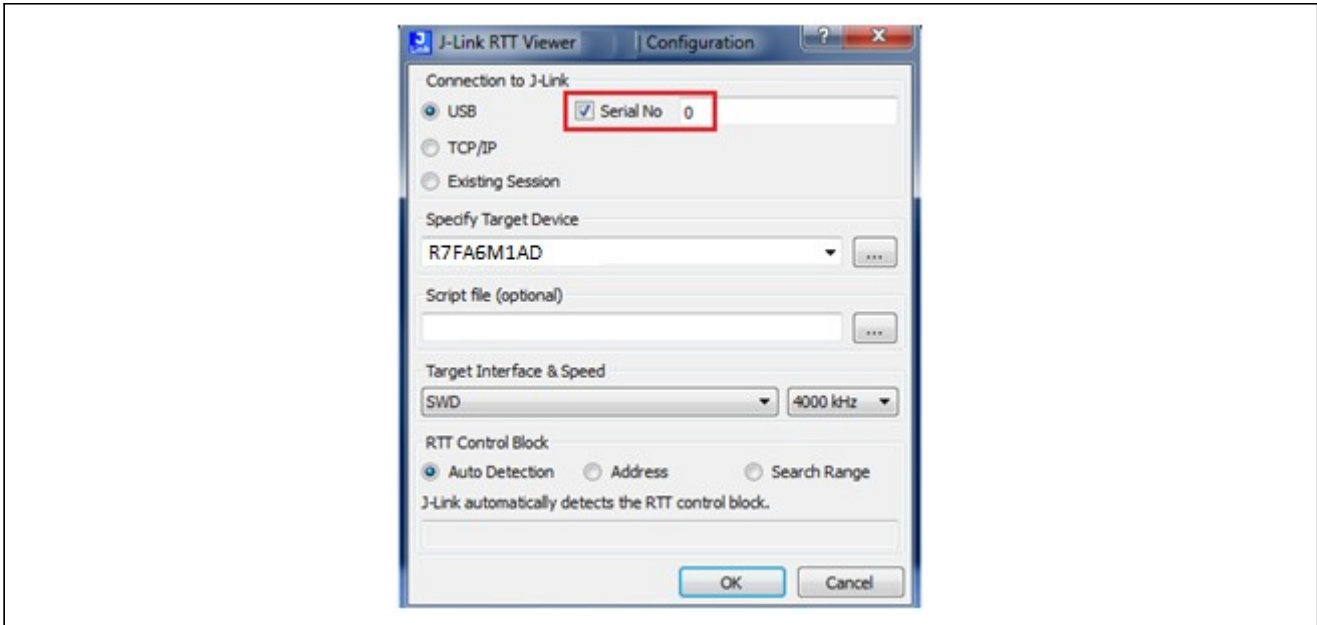 J-Link RTT Viewer | Configuration
Connection to J-Link
USB Serial No 0
TCP/IP
Existing Session
Specify Target Device
R7FA6M1AD ...
Script file (optional)
...
Target Interface & Speed
SWD 4000 kHz
RTT Control Block
Auto Detection Address Search Range
J-Link automatically detects the RTT control block.
OK Cancel